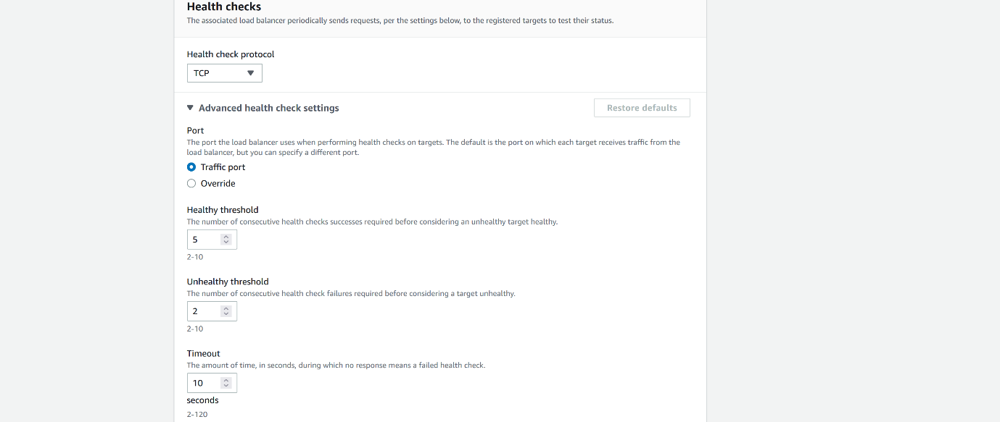 Health checks
The associated load balancer periodically sends requests, per the settings below, to the registered targets to test their status.
Health check protocol
TCP
Advanced health check settings
Restore defaults
Port
The port the load balancer uses when performing health checks on targets. The default is the port on which each target receives traffic from the
load balancer, but you can specify a different port.
Traffic port
Override
Healthy threshold
The number of consecutive health checks successes required before considering an unhealthy target healthy.
5
2-10
Unhealthy threshold
The number of consecutive health check failures required before considering a target unhealthy.
2
2-10
Timeout
The amount of time, in seconds, during which no response means a failed health check.
10
seconds
2-120